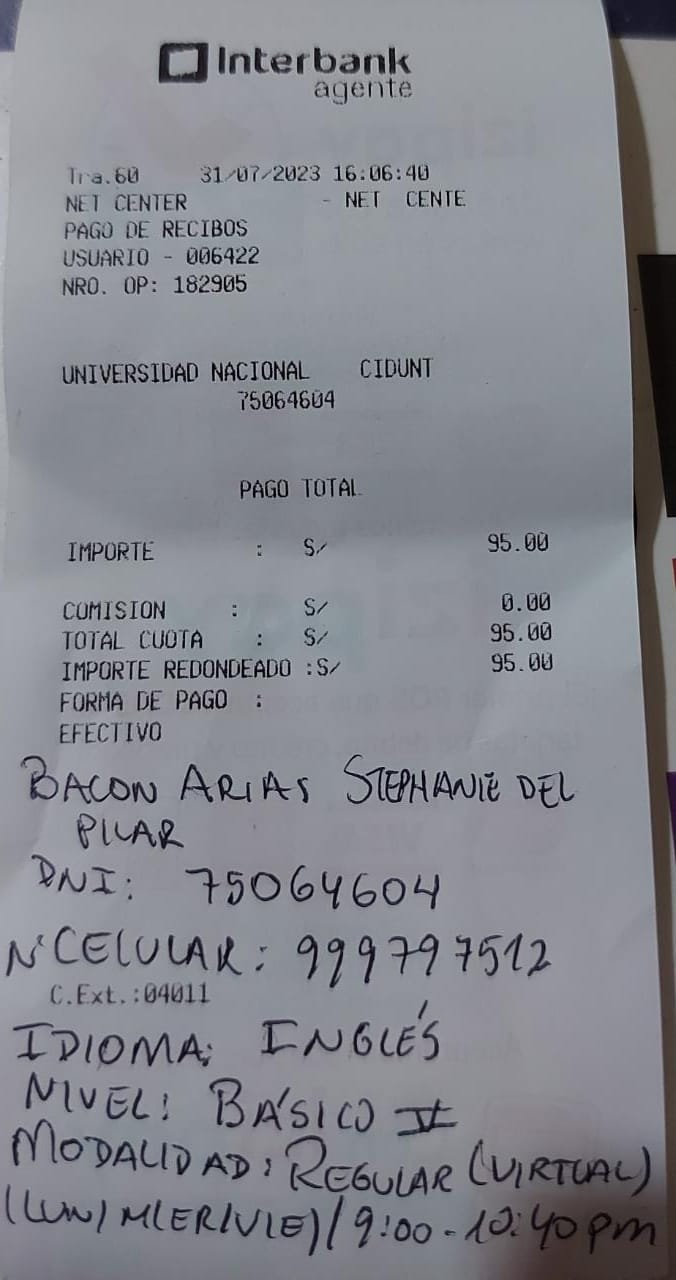 Interbank
agente
Tra.60 31/07/2023 16:06:40
NET CENTER - NET CENTE
PAGO DE RECIBOS
USUARIO - 006422
NRO. OP: 182905
UNIVERSIDAD NACIONAL CIDUNT
75064604
PAGO TOTAL
IMPORTE : S/ 95.00
COMISION : S/ 0.00
TOTAL CUOTA : S/ 95.00
IMPORTE REDONDEADO :S/ 95.00
FORMA DE PAGO :
EFECTIVO
BACON ARIAS STEPHANIE DEL
PILAR
DNI: 75064604
N° CELULAR: 999797512
C.Ext.:04011
IDIOMA: INGLÉS
NIVEL: BÁSICO II
MODALIDAD: REGULAR (VIRTUAL)
(LUN/MIER/VIE)/9:00-10:40 pm